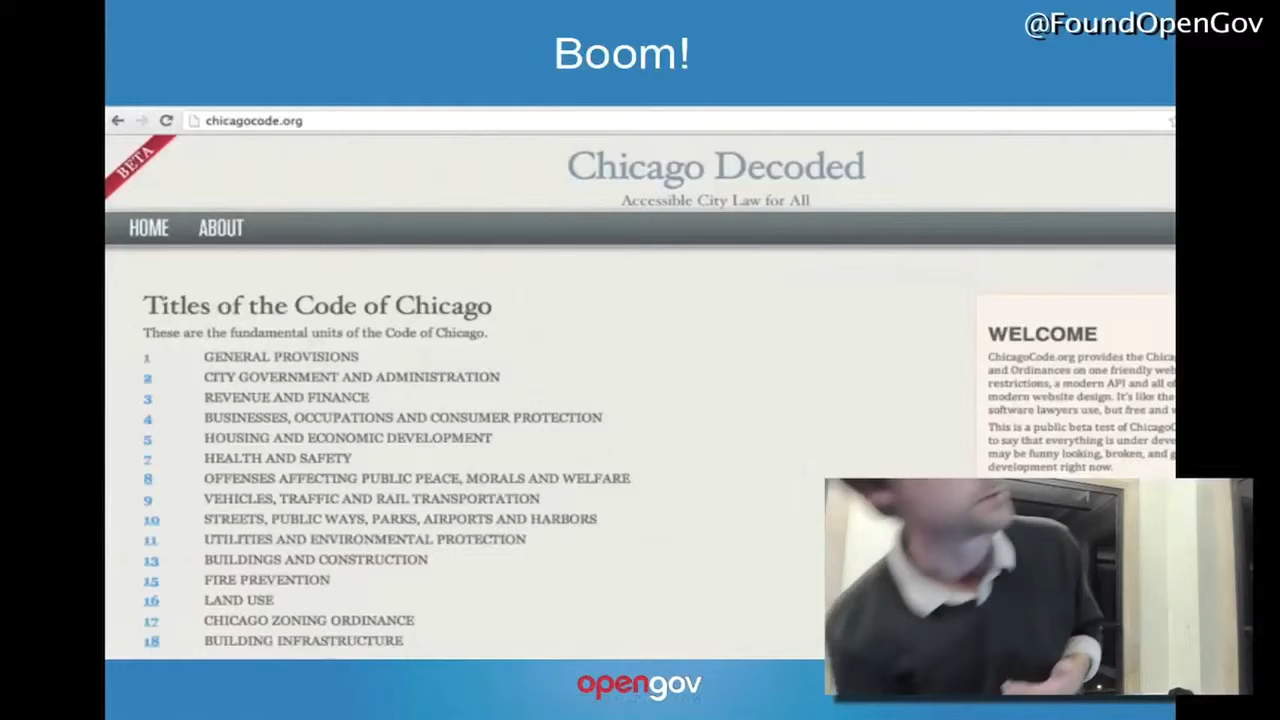 @FoundOpenGov
Boom!
chicagocode.org
BETA
Chicago Decoded
Accessible City Law for All
HOME ABOUT
Titles of the Code of Chicago
These are the fundamental units of the Code of Chicago.
1 GENERAL PROVISIONS
2 CITY GOVERNMENT AND ADMINISTRATION
3 REVENUE AND FINANCE
4 BUSINESSES, OCCUPATIONS AND CONSUMER PROTECTION
5 HOUSING AND ECONOMIC DEVELOPMENT
7 HEALTH AND SAFETY
8 OFFENSES AFFECTING PUBLIC PEACE, MORALS AND WELFARE
9 VEHICLES, TRAFFIC AND RAIL TRANSPORTATION
10 STREETS, PUBLIC WAYS, PARKS, AIRPORTS AND HARBORS
11 UTILITIES AND ENVIRONMENTAL PROTECTION
13 BUILDINGS AND CONSTRUCTION
15 FIRE PREVENTION
16 LAND USE
17 CHICAGO ZONING ORDINANCE
18 BUILDING INFRASTRUCTURE
WELCOME
ChicagoCode.org provides the Chica
and Ordinances on one friendly web
restrictions, a modern API and all of
modern website design. It's like the
software lawyers use, but free and
This is a public beta test of Chicago
to say that everything is under deve
may be funny looking, broken, and
development right now.
opengov